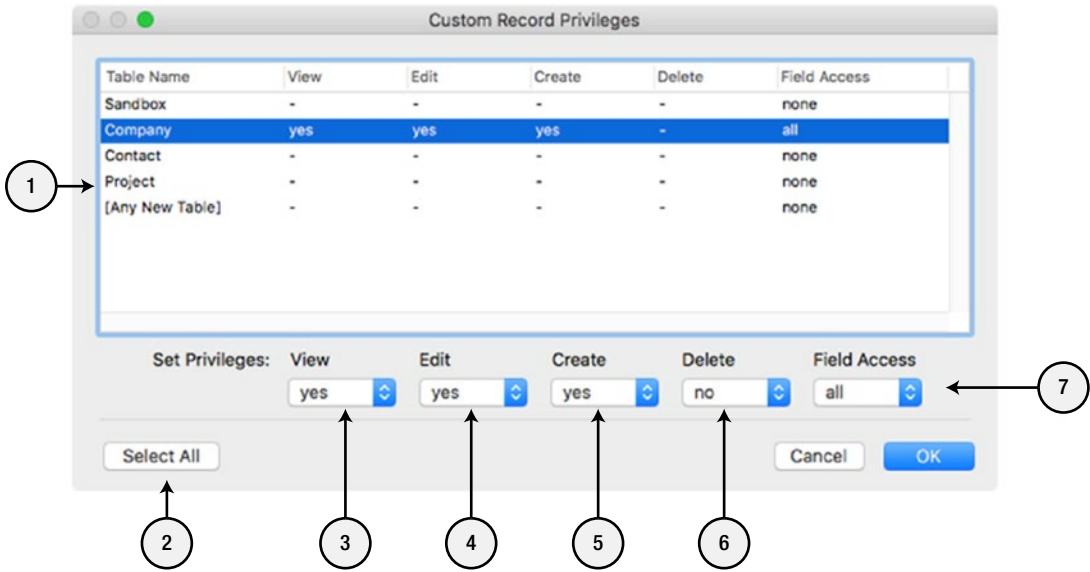 Custom Record Privileges
Table Name View Edit Create Delete Field Access
Sandbox - - - - none
Company yes yes yes - all
Contact - - - - none
1
Project - - - - none
[Any New Table] - - - - none
Set Privileges: View Edit Create Delete Field Access
yes yes yes no all
7
Select All Cancel OK
2 3 4 5 6